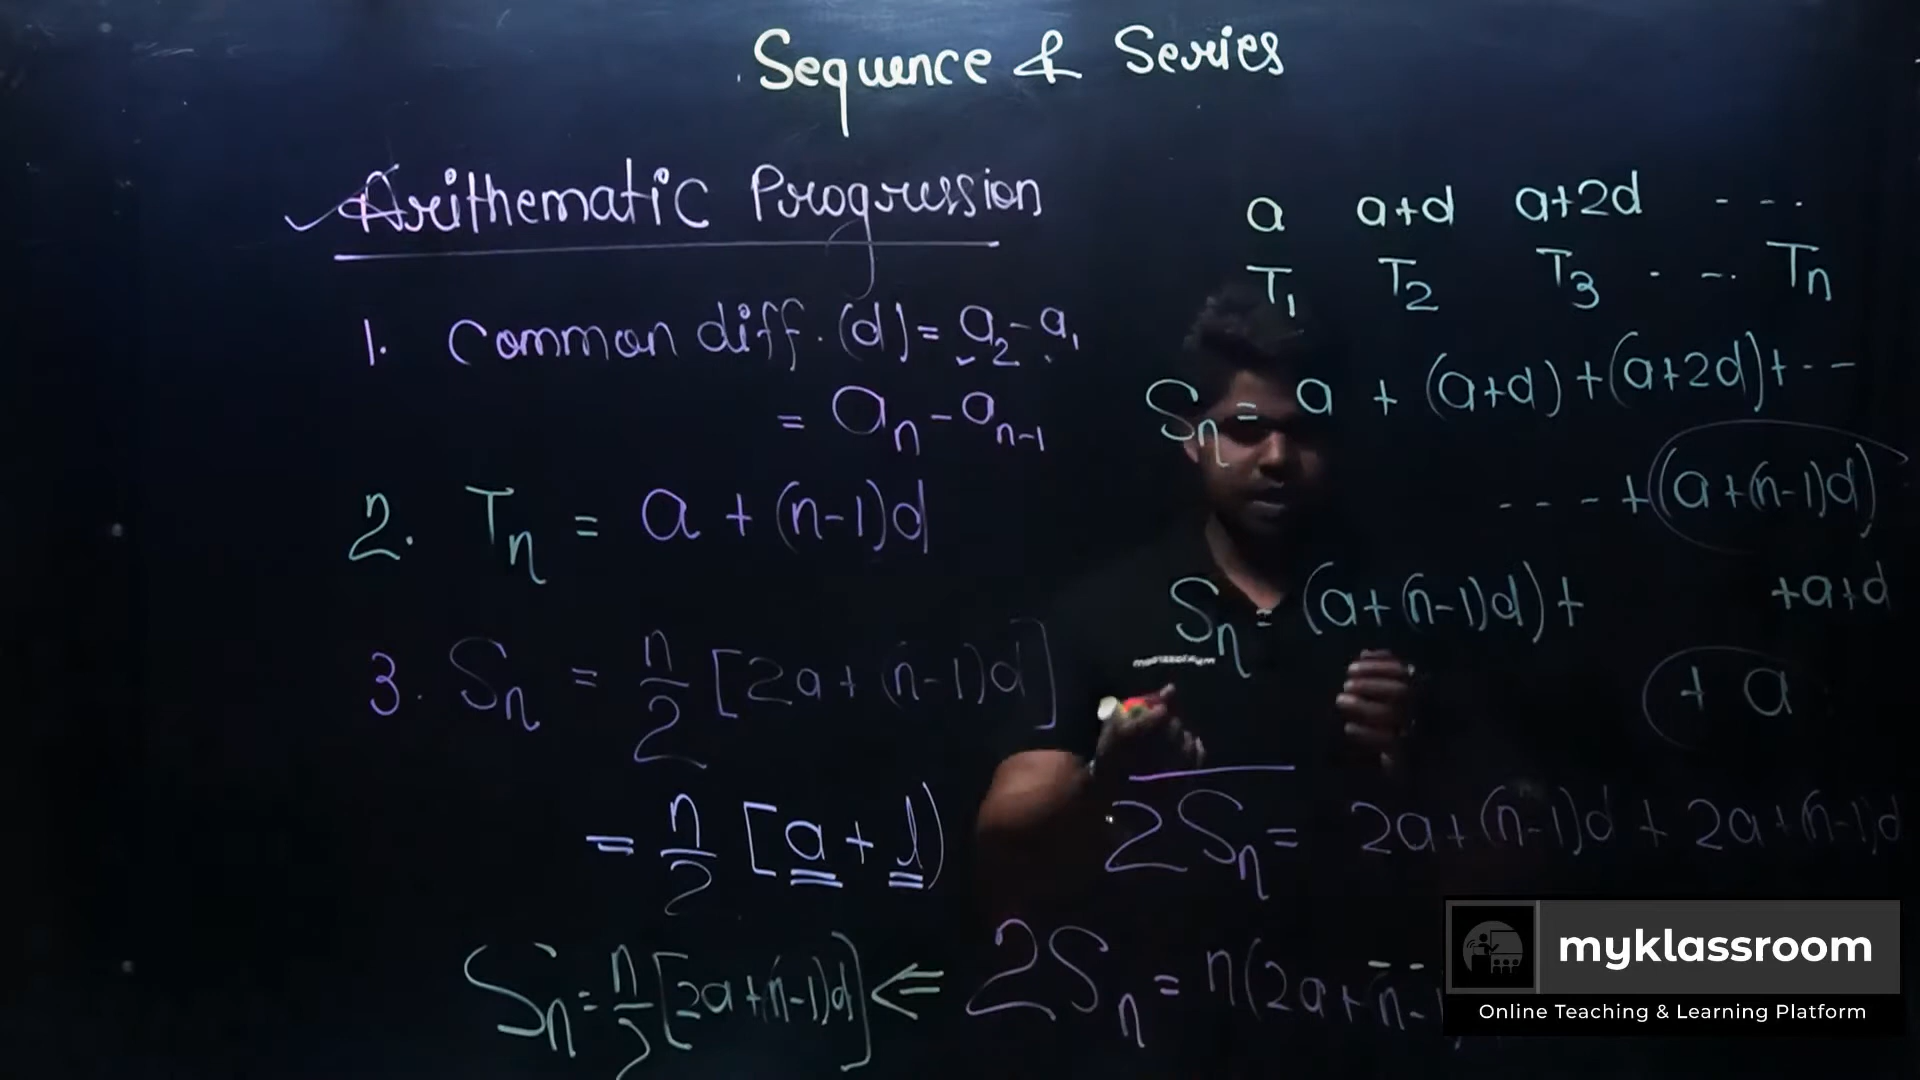 Sequence & Series
Arithematic Progression
1. Common diff. (d) = a₂ - a₁
= aₙ - aₙ₋₁
2. Tₙ = a + (n-1)d
3. Sₙ = n/2 [2a + (n-1)d]
= n/2 [a + l)
Sₙ = n/2 [2a + (n-1)d] ⇐ 2Sₙ = n(2a + n-1
a a+d a+2d ---
T₁ T₂ T₃ - -- Tₙ
Sₙ = a + (a+d) + (a+2d) + ---
--- + (a + (n-1)d)
Sₙ = (a + (n-1)d) + + a + d
+ a
2Sₙ = 2a + (n-1)d + 2a + (n-1)d
myklassroom
Online Teaching & Learning Platform